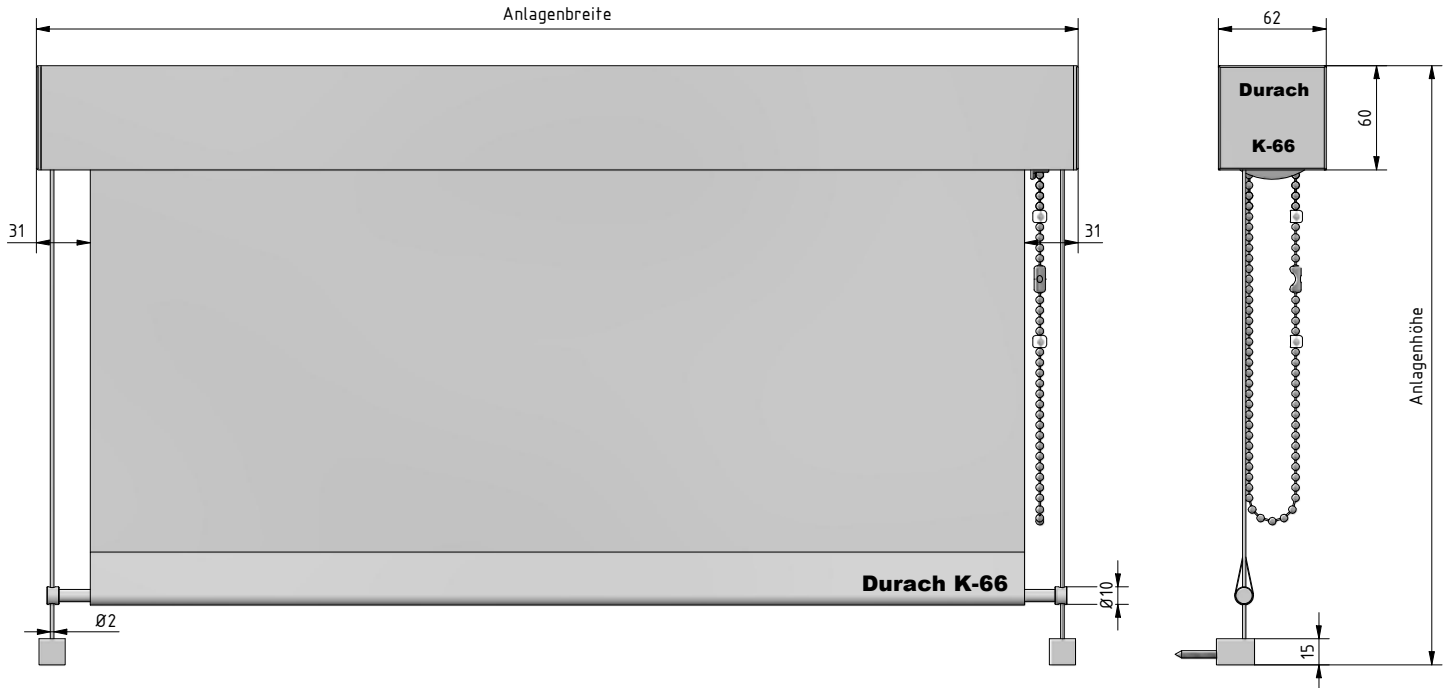 Anlagenbreite
62
Durach
K-66
60
31
31
Anlagenhöhe
Durach K-66
Ø10
Ø2
15